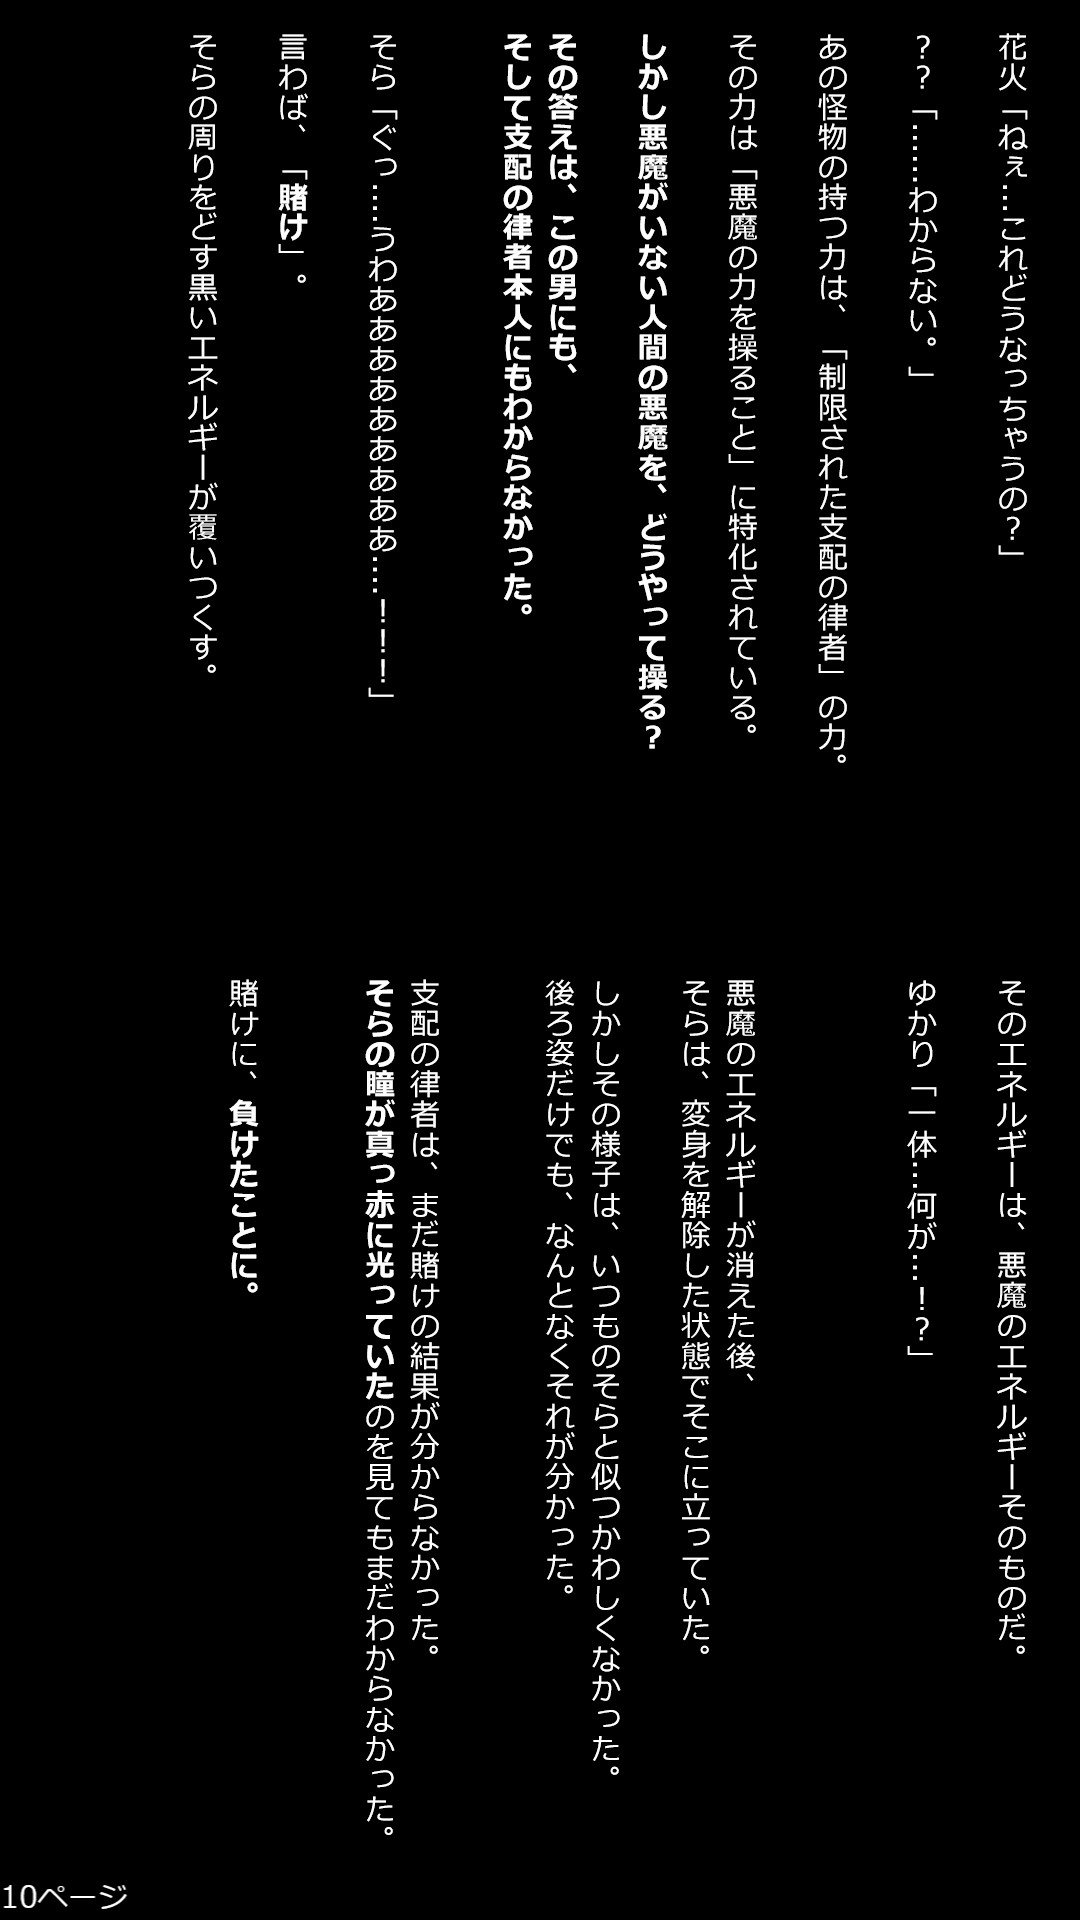 花火「ねぇ…これどうなっちゃうの？」
？？「……わからない。」
あの怪物の持つ力は、「制限された支配の律者」の力。
その力は「悪魔の力を操ること」に特化されている。
しかし悪魔がいない人間の悪魔を、どうやって操る？
その答えは、この男にも、
そして支配の律者本人にもわからなかった。
そら「ぐっ….うわあああああああああ….！！！」
言わば、「賭け」。
そらの周りをどす黒いエネルギーが覆いつくす。
そのエネルギーは、悪魔のエネルギーそのものだ。
ゆかり「一体…何が…！？」
悪魔のエネルギーが消えた後、
そらは、変身を解除した状態でそこに立っていた。
しかしその様子は、いつものそらと似つかわしくなかった。
後ろ姿だけでも、なんとなくそれが分かった。
支配の律者は、まだ賭けの結果が分からなかった。
そらの瞳が真っ赤に光っていたのを見てもまだわからなかった。
賭けに、負けたことに。
10ページ